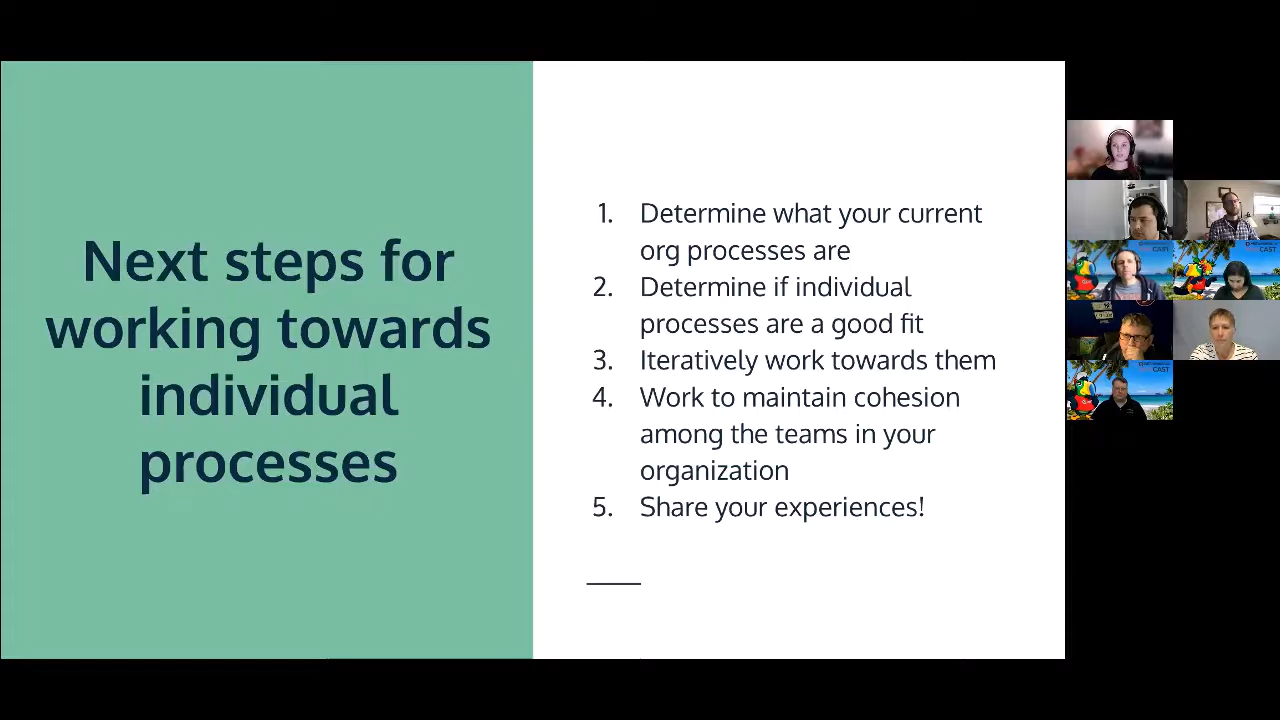 Next steps for
working towards
individual
processes
1. Determine what your current
org processes are
2. Determine if individual
processes are a good fit
3. Iteratively work towards them
4. Work to maintain cohesion
among the teams in your
organization
5. Share your experiences!
CAST
CAST